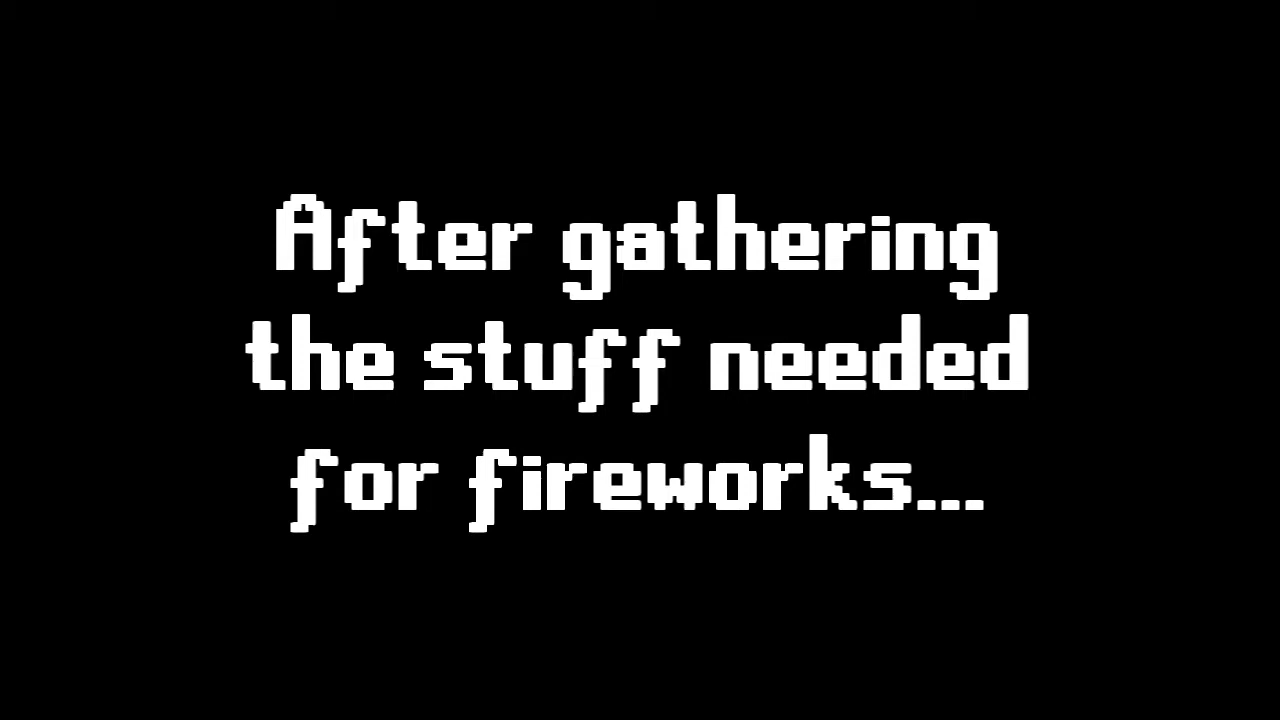 After gathering
the stuff needed
for fireworks...